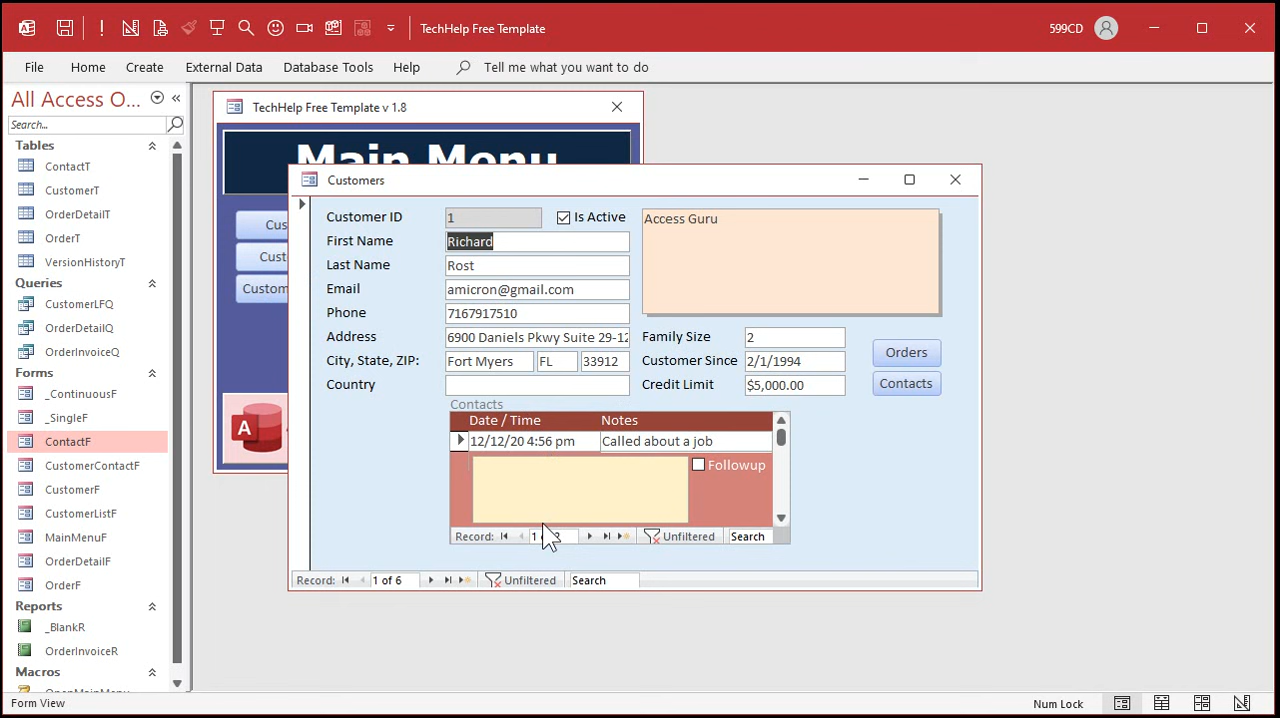 TechHelp Free Template
599CD
File Home Create External Data Database Tools Help Tell me what you want to do
All Access O...
Search...
Tables
ContactT
CustomerT
OrderDetailT
OrderT
VersionHistoryT
Queries
CustomerLFQ
OrderDetailQ
OrderInvoiceQ
Forms
_ContinuousF
_SingleF
ContactF
CustomerContactF
CustomerF
CustomerListF
MainMenuF
OrderDetailF
OrderF
Reports
_BlankR
OrderInvoiceR
Macros
OpenMainMenu
TechHelp Free Template v 1.8
Main Menu
Cus
Cust
Custom
A
Customers
Customer ID 1 Is Active
First Name Richard
Last Name Rost
Email amicron@gmail.com
Phone 7167917510
Address 6900 Daniels Pkwy Suite 29-12
City, State, ZIP: Fort Myers FL 33912
Country
Access Guru
Family Size 2
Customer Since 2/1/1994
Credit Limit $5,000.00
Orders
Contacts
Contacts
Date / Time Notes
12/12/20 4:56 pm Called about a job
Followup
Record: 1 Unfiltered Search
Record: 1 of 6 Unfiltered Search
Form View
Num Lock